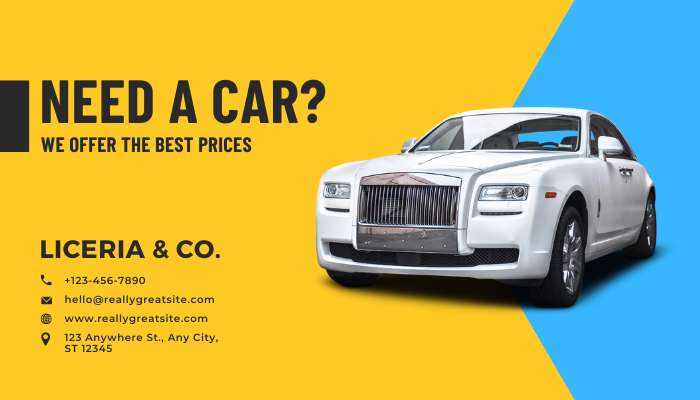 NEED A CAR?
WE OFFER THE BEST PRICES
LICERIA & CO.
+123-456-7890
hello@reallygreatsite.com
www.reallygreatsite.com
123 Anywhere St., Any City,
ST 12345